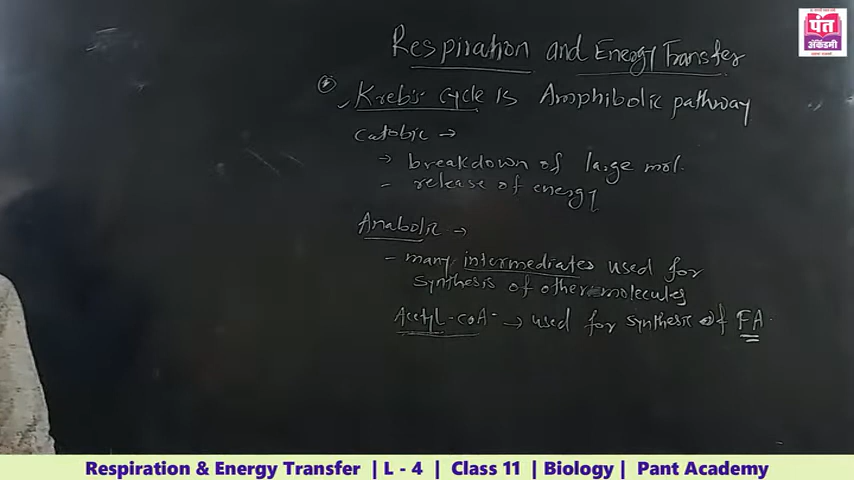 पंत
अ‍ॅकॅडमी
Respiration and Energy Transfer
Kreb's cycle is Amphibolic pathway
Catobic →
→ breakdown of large mol.
- release of energy
Anabolic →
- many intermediates used for
synthesis of other molecules
Acetyl-coA- → used for synthesis of FA.
Respiration & Energy Transfer | L - 4 | Class 11 | Biology | Pant Academy